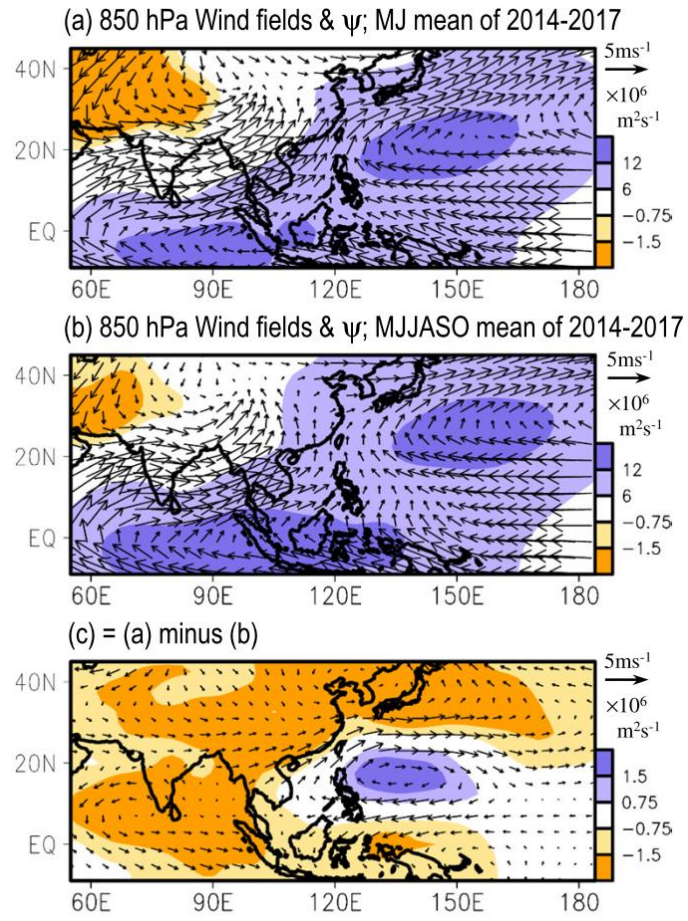 (a) 850 hPa Wind fields & ψ; MJ mean of 2014-2017
40N
20N
EQ
60E 90E 120E 150E 180
5ms⁻¹
×10⁶
m²s⁻¹
12
6
−0.75
−1.5
(b) 850 hPa Wind fields & ψ; MJJASO mean of 2014-2017
40N
20N
EQ
60E 90E 120E 150E 180
5ms⁻¹
×10⁶
m²s⁻¹
12
6
−0.75
−1.5
(c) = (a) minus (b)
40N
20N
EQ
60E 90E 120E 150E 180
5ms⁻¹
×10⁶
m²s⁻¹
1.5
0.75
−0.75
−1.5